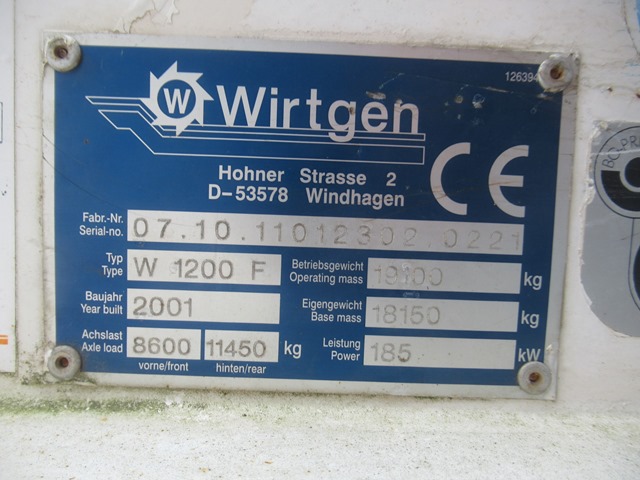 126394
W Wirtgen
Hohner Strasse 2
D-53578 Windhagen
CE
Fabr.-Nr.
Serial-no. 07.10.11012302.0221
Typ
Type W 1200 F
Betriebsgewicht
Operating mass 19100 kg
Baujahr
Year built 2001
Eigengewicht
Base mass 18150 kg
Achslast
Axle load 8600 11450 kg
vorne/front hinten/rear
Leistung
Power 185 kW